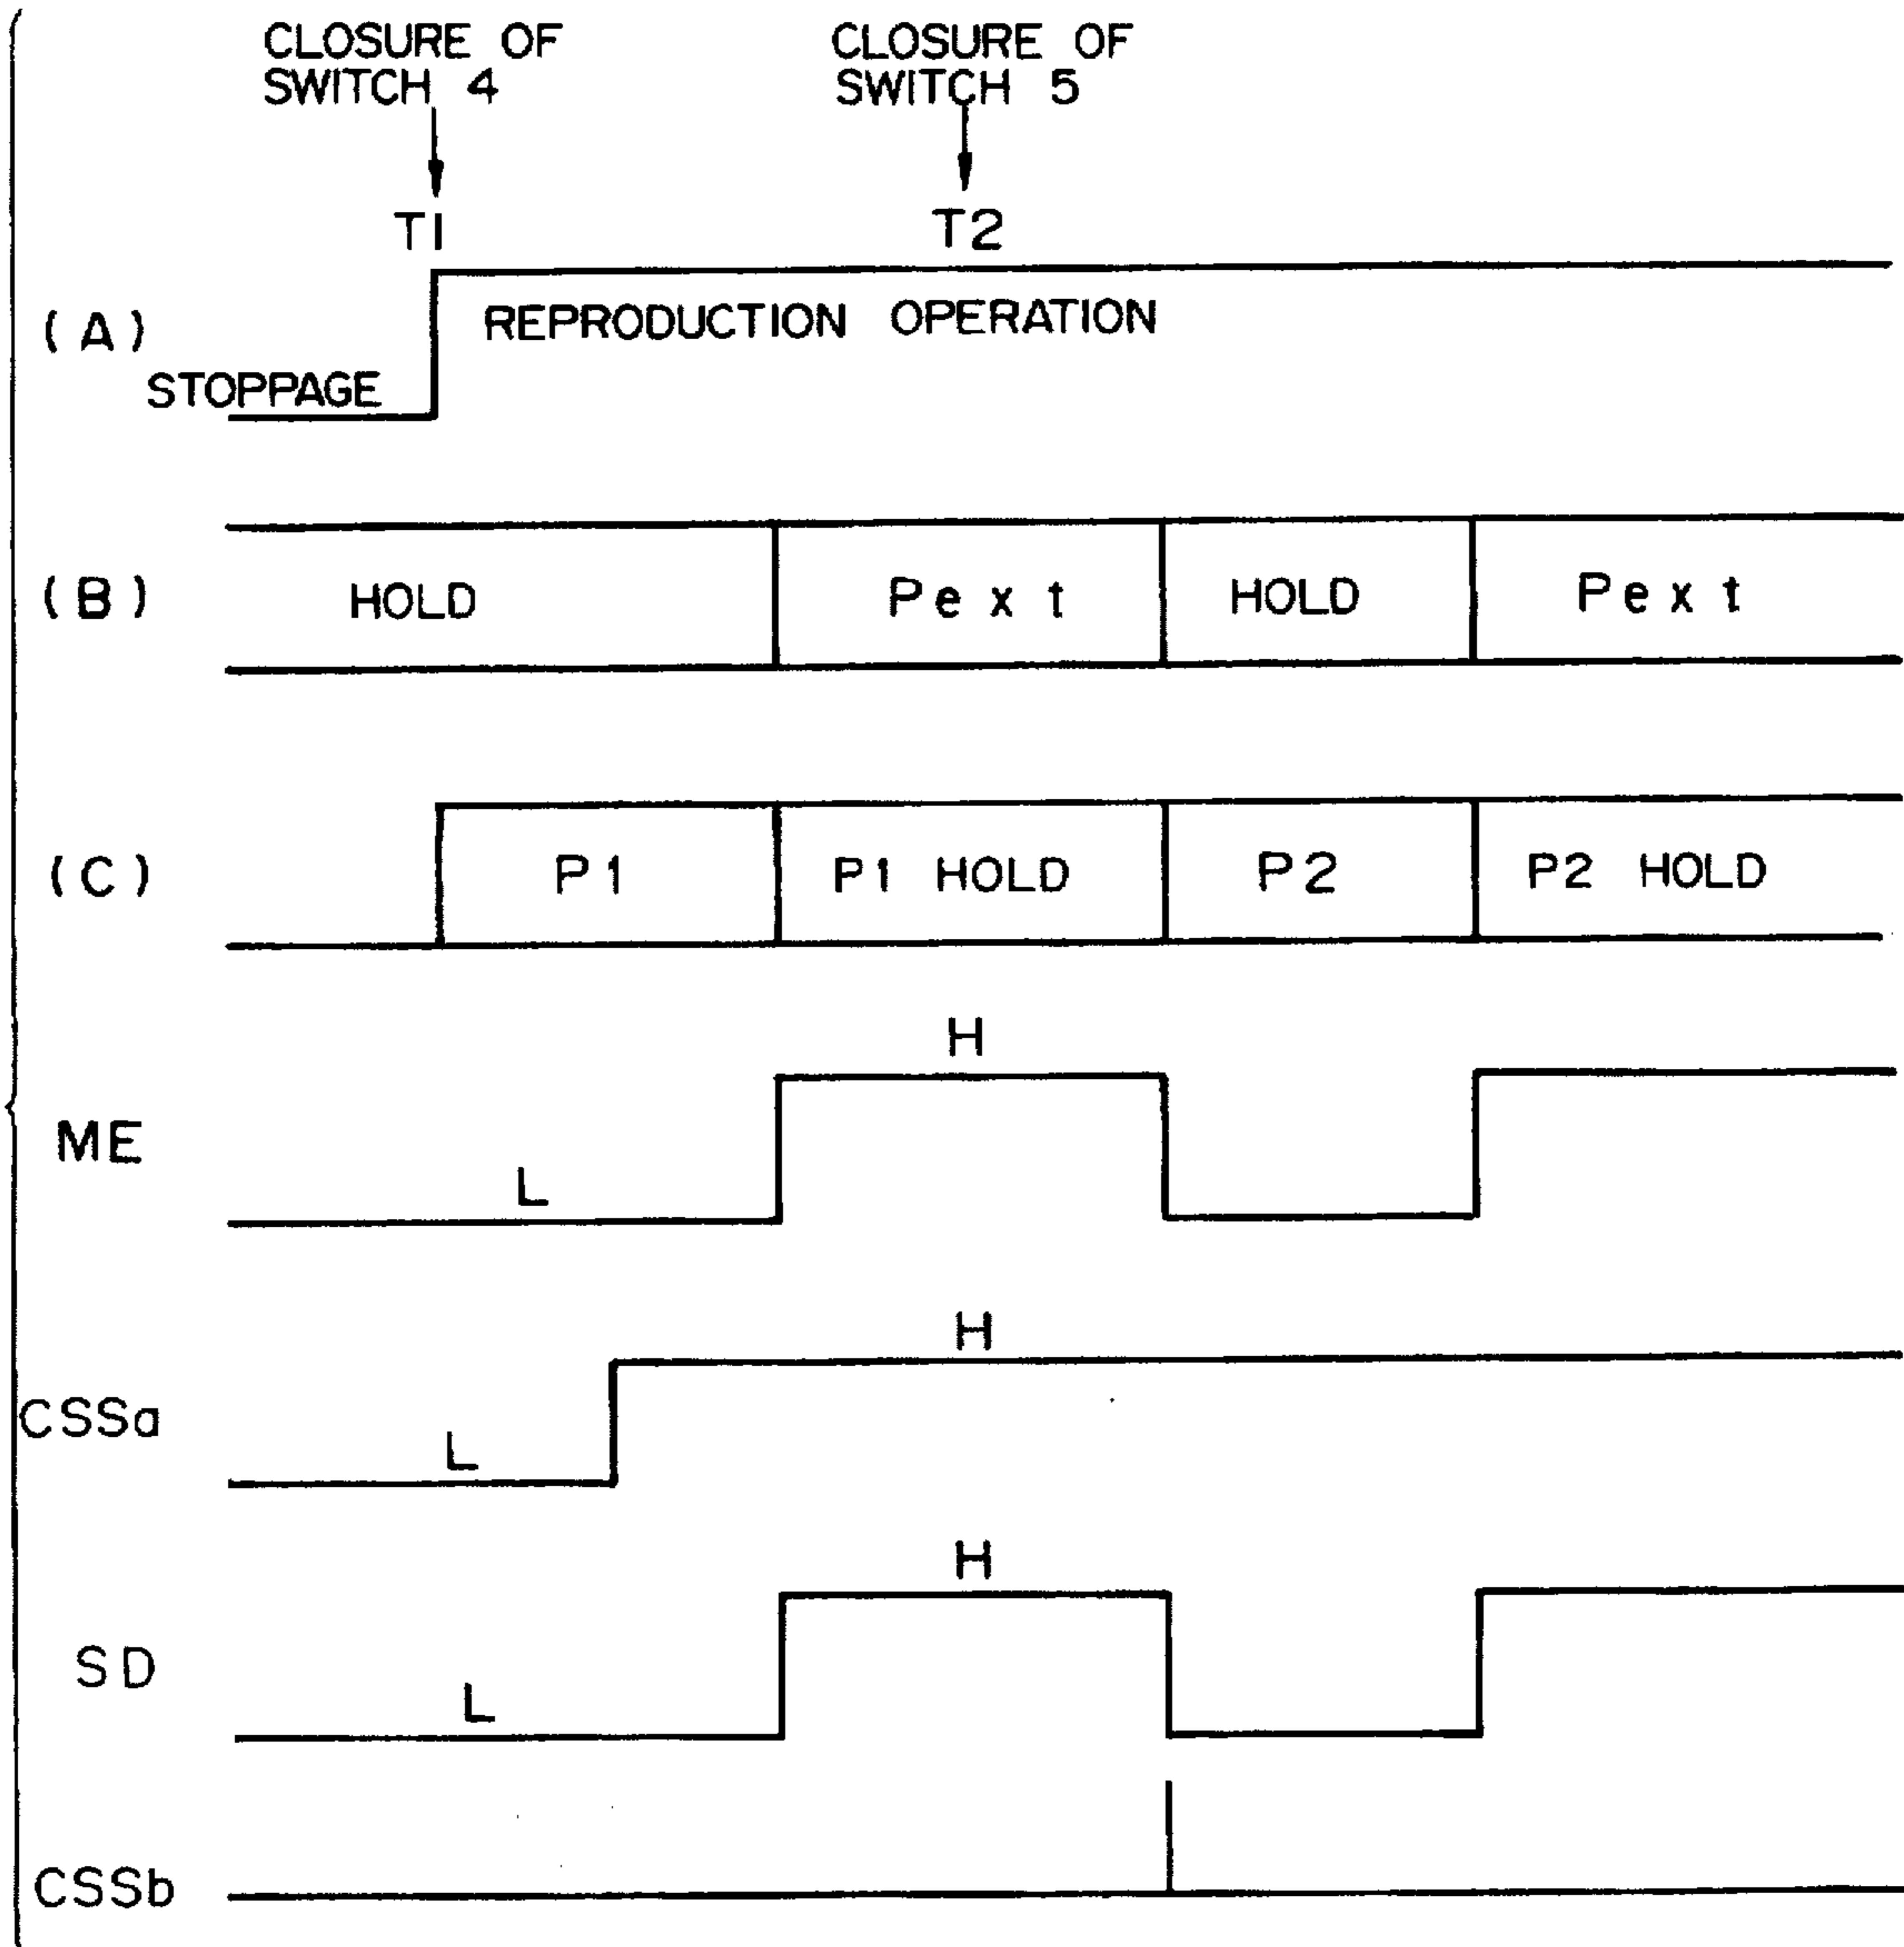 CLOSURE OF
SWITCH 4
CLOSURE OF
SWITCH 5
T1
T2
(A)
REPRODUCTION OPERATION
STOPPAGE
(B)
HOLD
Pext
HOLD
Pext
(C)
P1
P1 HOLD
P2
P2 HOLD
H
ME
L
H
CSSa
L
H
SD
L
CSSb